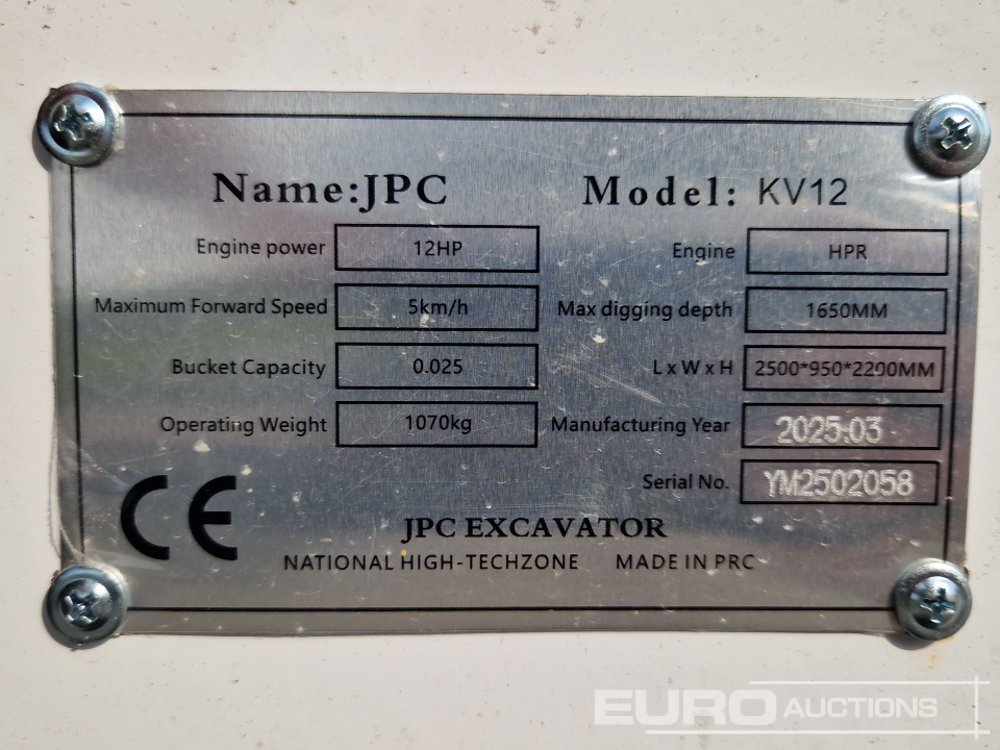 Name:JPC Model: KV12
Engine power 12HP Engine HPR
Maximum Forward Speed 5km/h Max digging depth 1650MM
Bucket Capacity 0.025 L x W x H 2500*950*2200MM
Operating Weight 1070kg Manufacturing Year 2025.03
Serial No. YM2502058
CE
JPC EXCAVATOR
NATIONAL HIGH-TECHZONE MADE IN PRC
EURO AUCTIONS